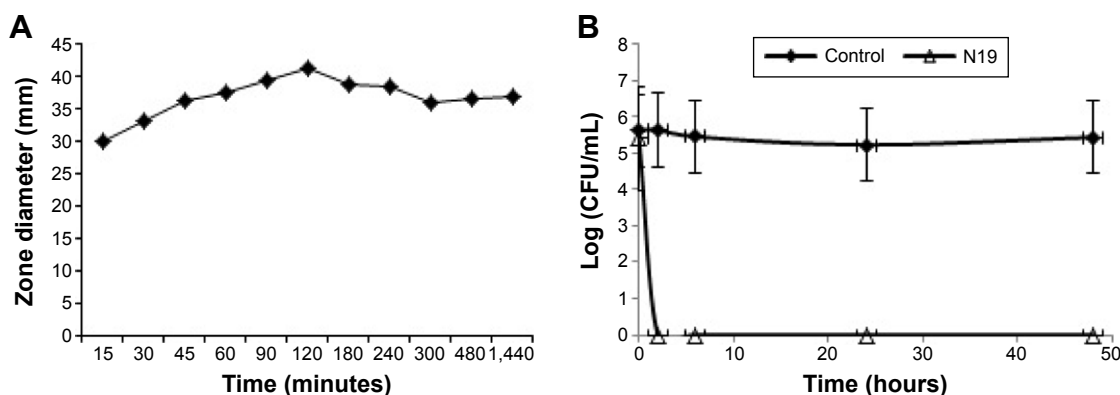 A
Zone diameter (mm)
45
40
35
30
25
20
15
10
5
0
15 30 45 60 90 120 180 240 300 480 1,440
Time (minutes)
B
Control N19
Log (CFU/mL)
8
7
6
5
4
3
2
1
0
0 10 20 30 40 50
Time (hours)